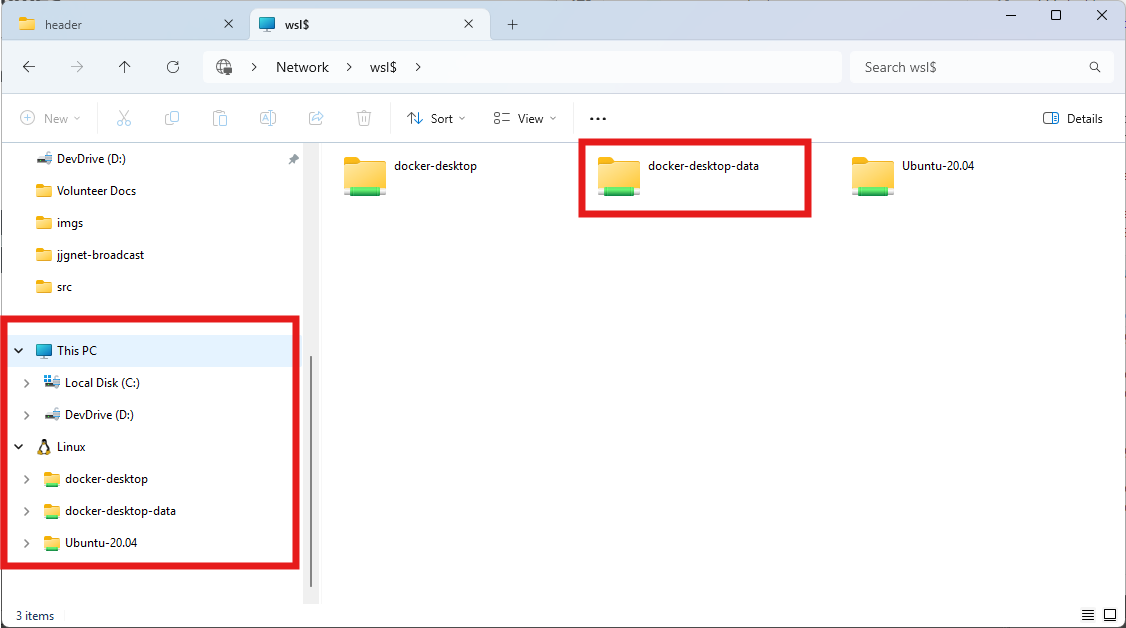 header
wsl$
Network wsl$
Search wsl$
New
Sort
View
Details
DevDrive (D:)
Volunteer Docs
imgs
jjgnet-broadcast
src
This PC
Local Disk (C:)
DevDrive (D:)
Linux
docker-desktop
docker-desktop-data
Ubuntu-20.04
docker-desktop
docker-desktop-data
Ubuntu-20.04
3 items